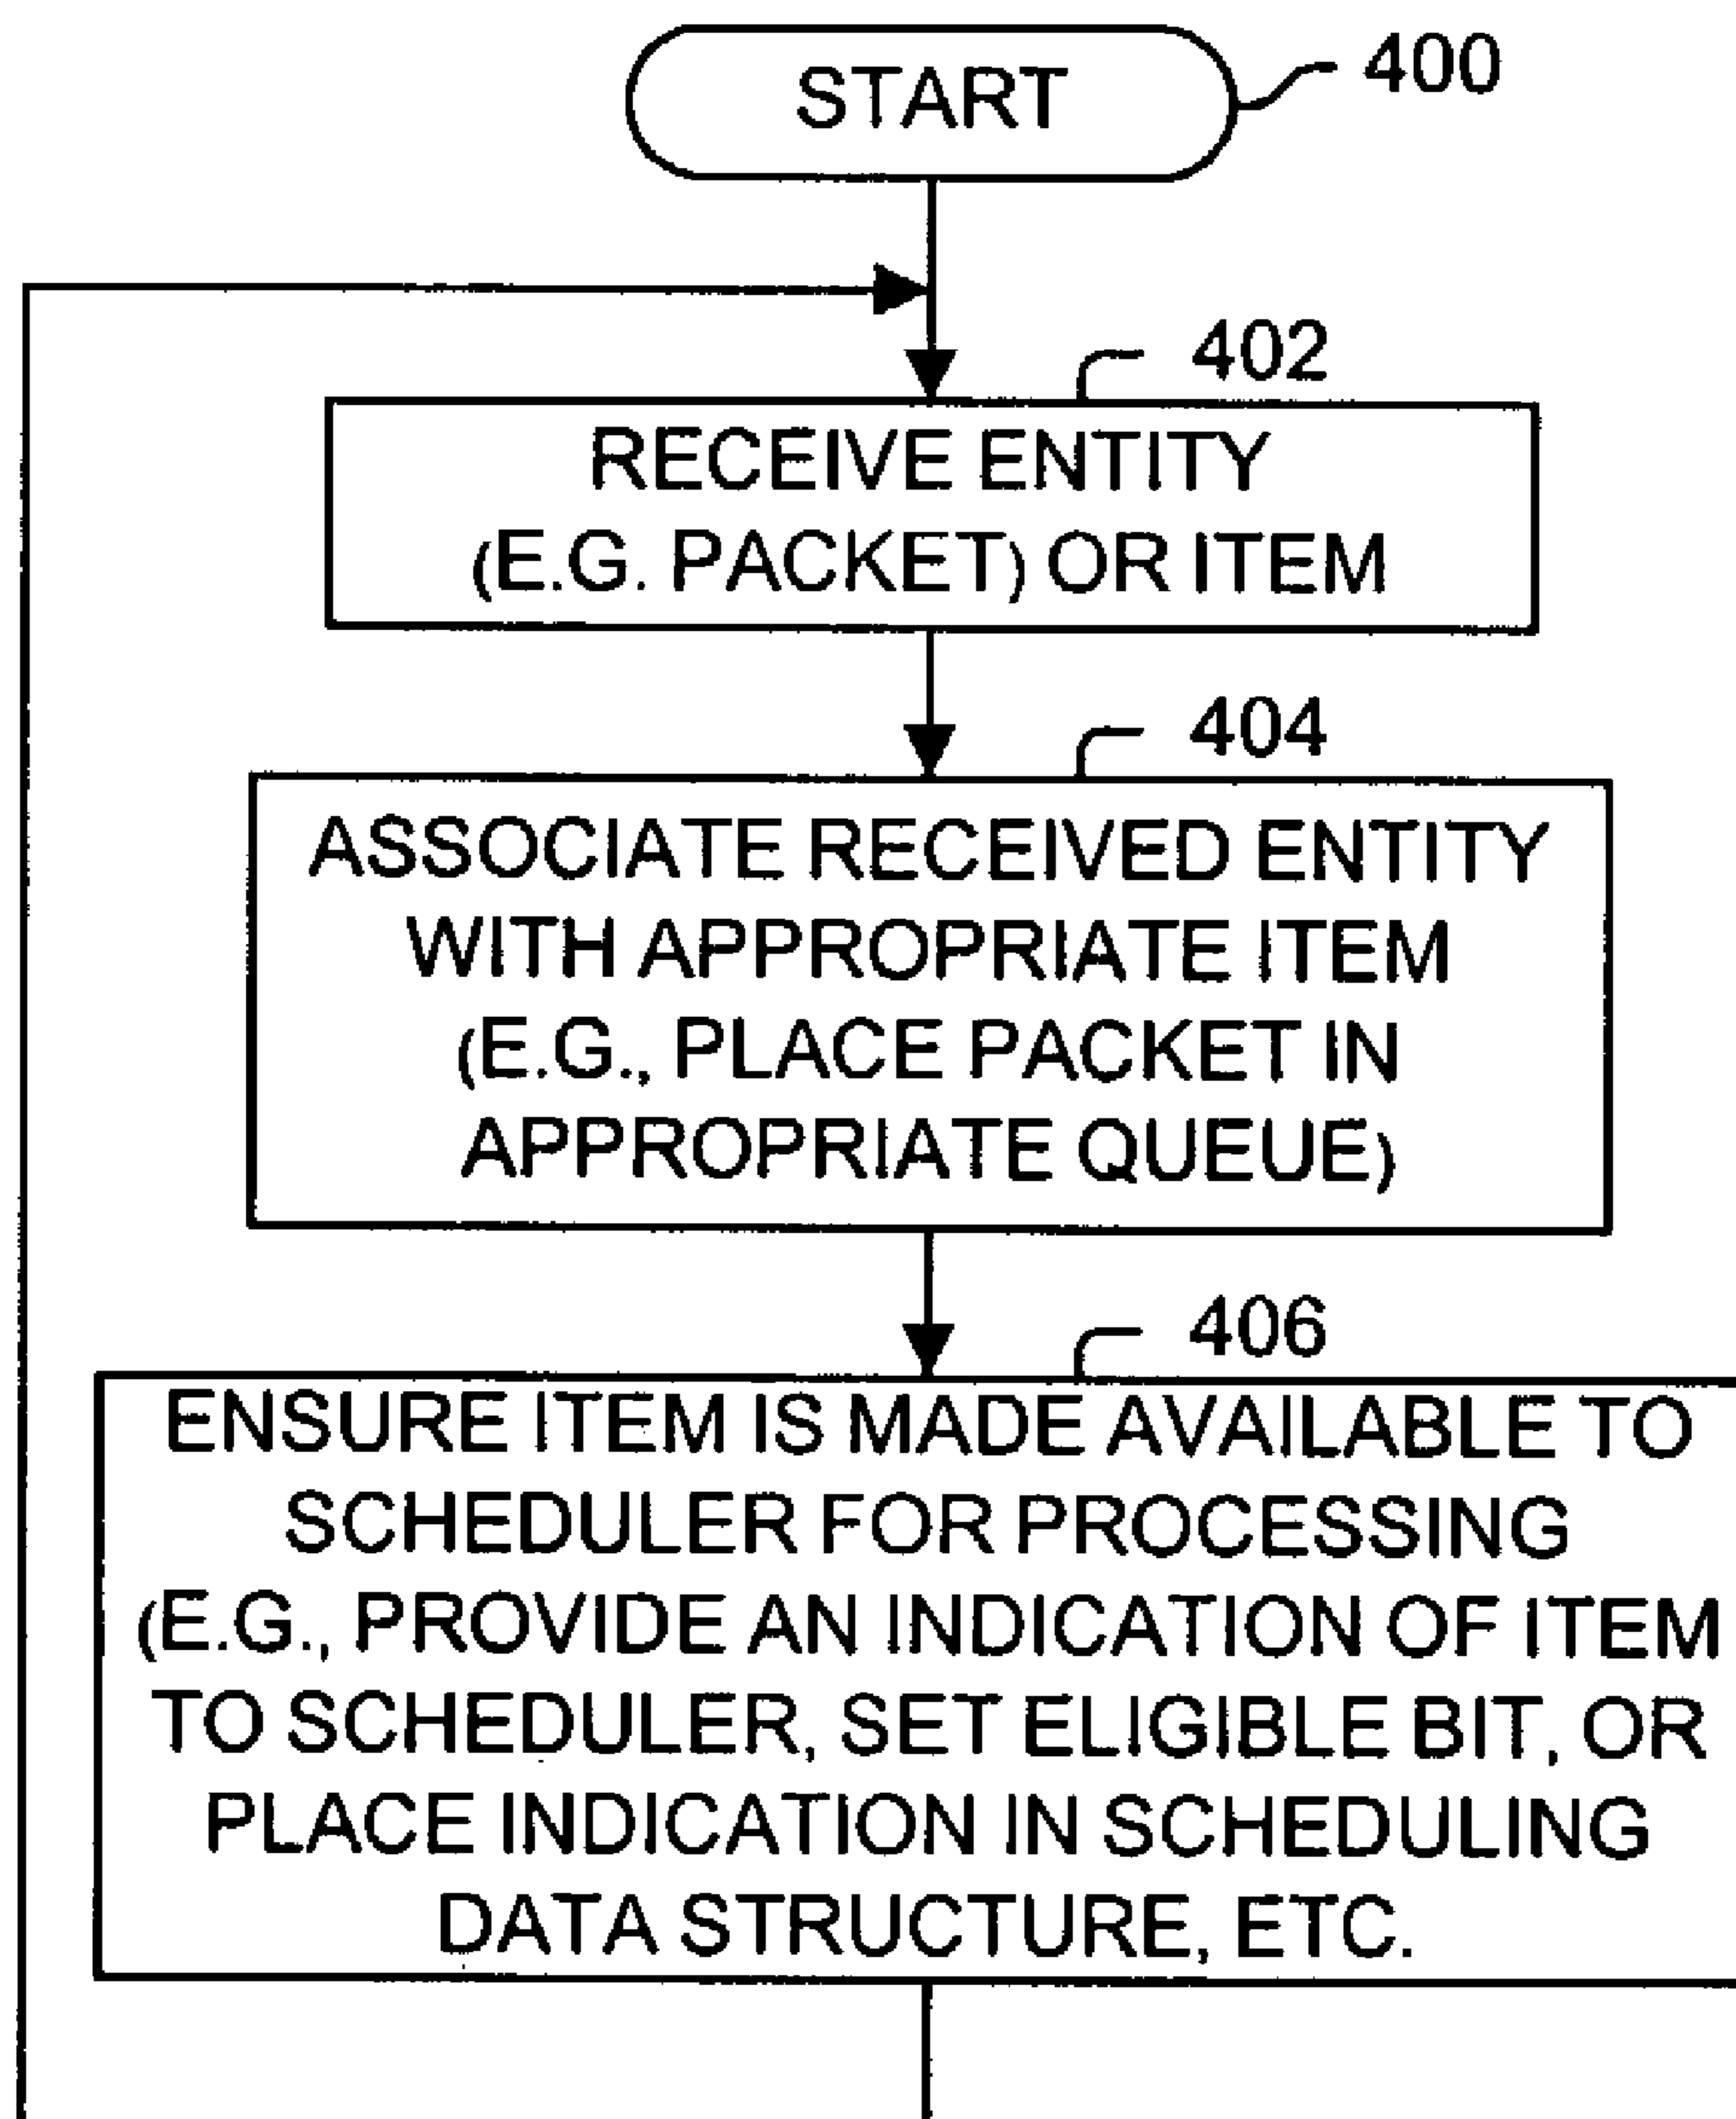 START
400
402
RECEIVE ENTITY
(E.G. PACKET) OR ITEM
404
ASSOCIATE RECEIVED ENTITY
WITH APPROPRIATE ITEM
(E.G., PLACE PACKET IN
APPROPRIATE QUEUE)
406
ENSURE ITEM IS MADE AVAILABLE TO
SCHEDULER FOR PROCESSING
(E.G., PROVIDE AN INDICATION OF ITEM
TO SCHEDULER, SET ELIGIBLE BIT, OR
PLACE INDICATION IN SCHEDULING
DATA STRUCTURE, ETC.